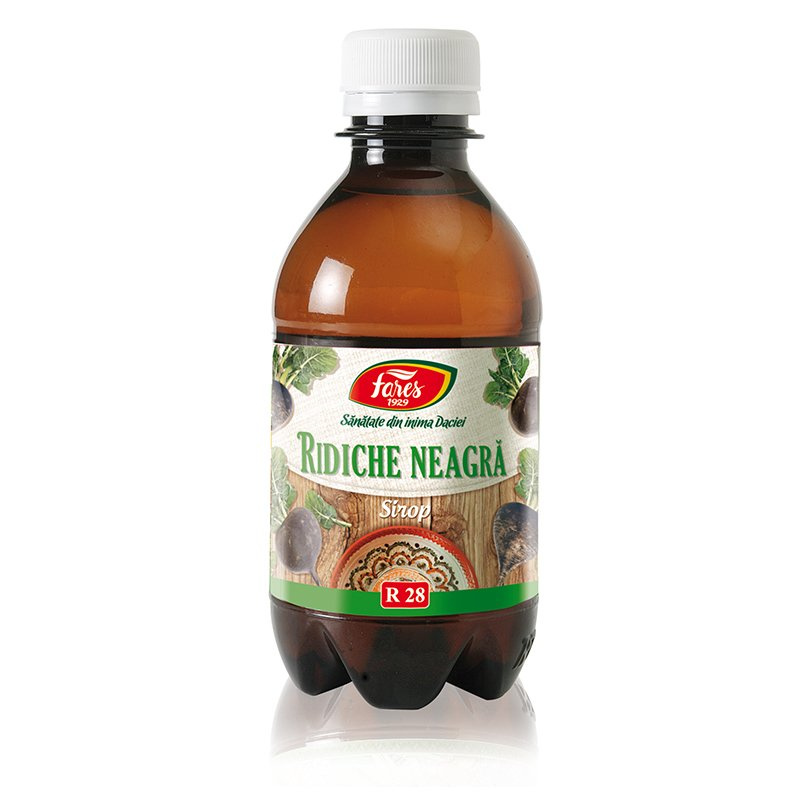 fares
1929
Sănătate din inima Daciei
RIDICHE NEAGRĂ
Sirop
R 28